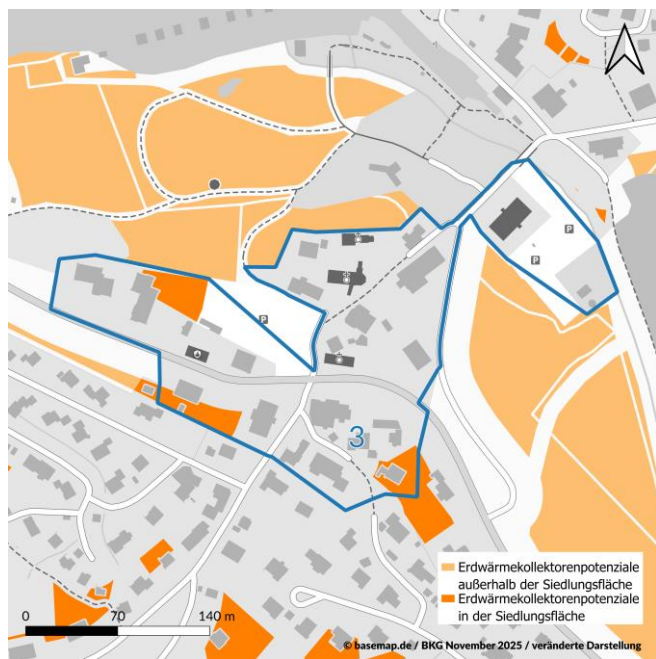 P
P
P
3
Erdwärmekollektorenpotenziale
außerhalb der Siedlungsfläche
Erdwärmekollektorenpotenziale
in der Siedlungsfläche
0 70 140 m
© basemap.de / BKG November 2025 / veränderte Darstellung